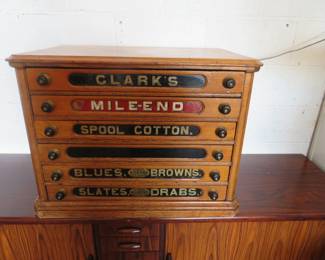 CLARK'S
MILE-END
SPOOL COTTON.
BLUES. BROWNS.
SLATES. DRABS.